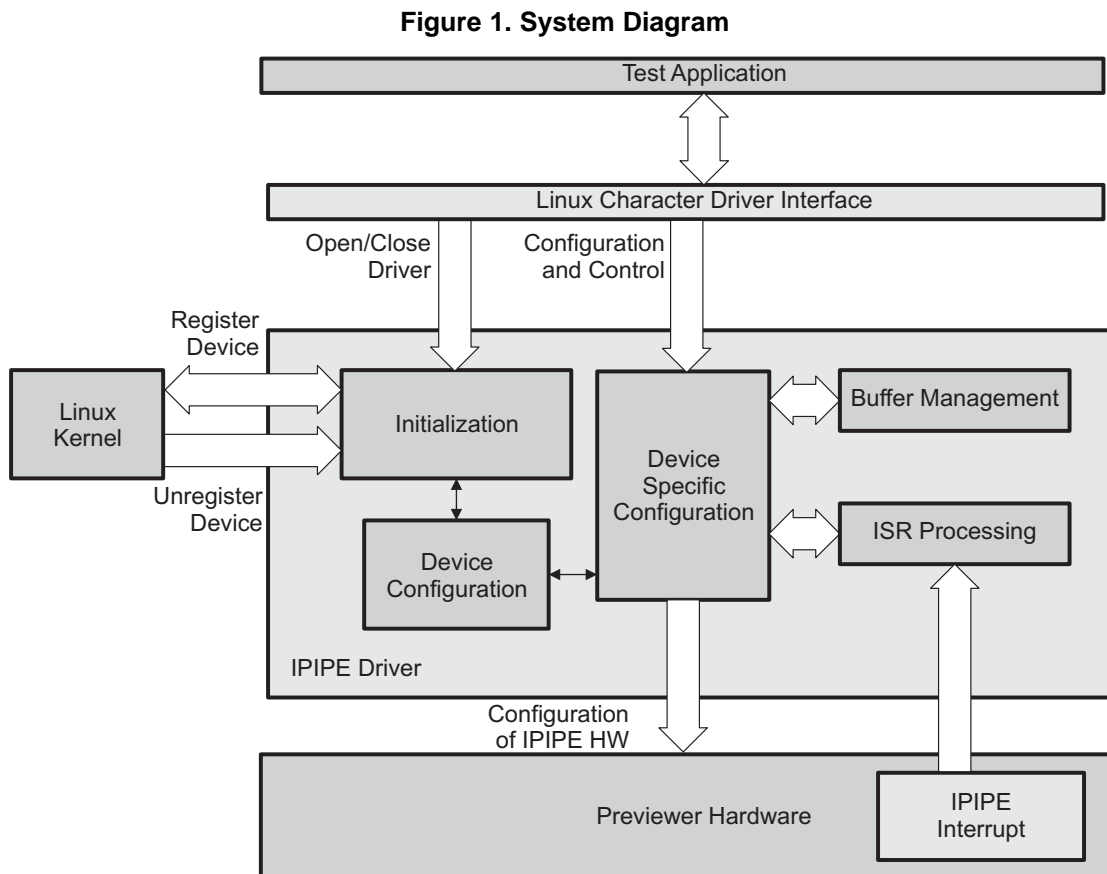 Figure 1. System Diagram
Test Application
Linux Character Driver Interface
Open/Close
Driver
Configuration
and Control
Register
Device
Linux
Kernel
Unregister
Device
Initialization
Device
Specific
Configuration
Buffer Management
ISR Processing
Device
Configuration
IPIPE Driver
Configuration
of IPIPE HW
Previewer Hardware
IPIPE
Interrupt